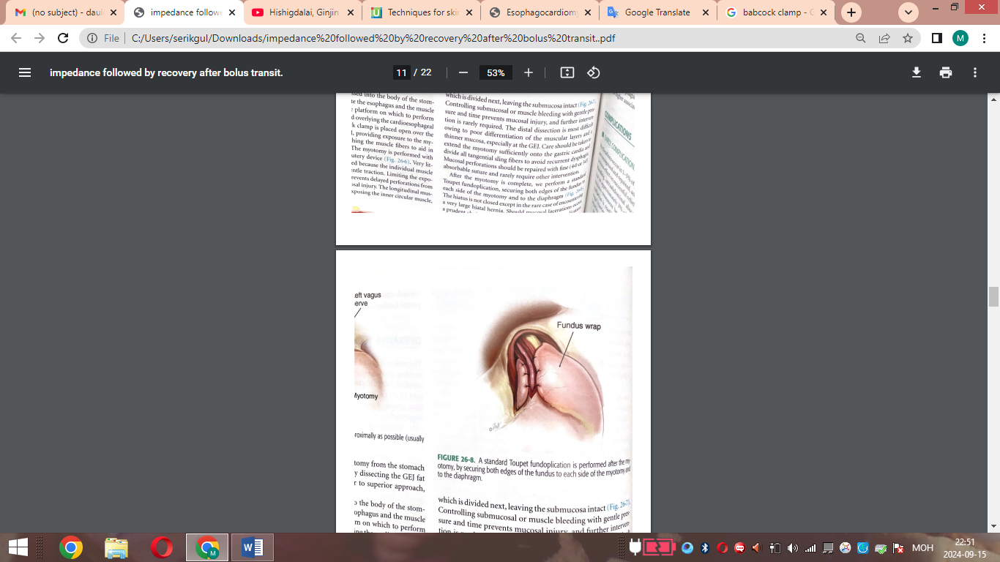 (no subject) - daul
impedance followe
Hishigdalai, Ginjin
Techniques for skin
Esophagocardiomy
Google Translate
babcock clamp - G
File
C:/Users/serikgul/Downloads/impedance%20followed%20by%20recovery%20after%20bolus%20transit..pdf
M
impedance followed by recovery after bolus transit.
11 / 22
53%
ssed into the body of the stom-
te the esophagus and the muscle
platform on which to perform
d overlying the cardioesophageal
k clamp is placed open over the
l, providing exposure to the my-
hing the muscle fibers to aid in
The myotomy is performed with
utery device (Fig. 26-6). Very lit-
ed because the individual muscle
entle traction. Limiting the expo-
revents delayed perforations from
osal injury. The longitudinal mus-
xposing the inner circular muscle,
which is divided next, leaving the submucosa intact (Fig. 26-7).
Controlling submucosal or muscle bleeding with gentle pres-
sure and time prevents mucosal injury, and further interven-
tion is rarely required. The distal dissection is most difficult
owing to poor differentiation of the muscular layers and a
thinner mucosa, especially at the GEJ. Care should be taken to
extend the myotomy sufficiently onto the gastric cardia and
divide all tangential sling fibers to avoid recurrent dysphagia.
Mucosal perforations should be repaired with fine (4-0 or 5-0)
absorbable suture and rarely require other intervention.
After the myotomy is complete, we perform a standard
Toupet fundoplication, securing both edges of the fundus to
each side of the myotomy and to the diaphragm (Fig. 26-8).
The hiatus is not closed except in the rare case of encountering
a very large hiatal hernia. Should mucosal lacerations occur,
a prudent
COMPLICATIONS
EARLY COMPLICATION
eft vagus
erve
Myotomy
roximally as possible (usually
Fundus wrap
FIGURE 26-8. A standard Toupet fundoplication is performed after the my-
otomy, by securing both edges of the fundus to each side of the myotomy and
to the diaphragm.
tomy from the stomach
y dissecting the GEJ fat
r to superior approach,
o the body of the stom-
ophagus and the muscle
m on which to perform
which is divided next, leaving the submucosa intact (Fig. 26-7).
Controlling submucosal or muscle bleeding with gentle pres-
sure and time prevents mucosal injury, and further interven-
MOH
22:51
2024-09-15